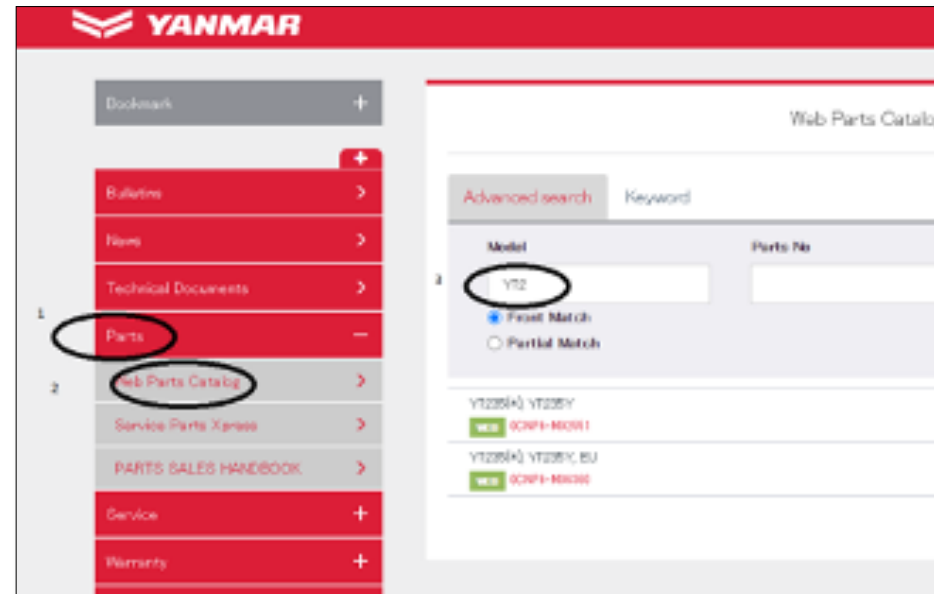 YANMAR
Bookmark
Bulletins
News
Technical Documents
1
Parts
2
Web Parts Catalog
Service Parts Xpress
PARTS SALES HANDBOOK
Service
Warranty
Web Parts Catalo
Advanced search Keyword
Model Parts No
3
YT2
Front Match
Partial Match
YT235(A), YT235Y
WEB
YT235(A), YT235Y, EU
WEB